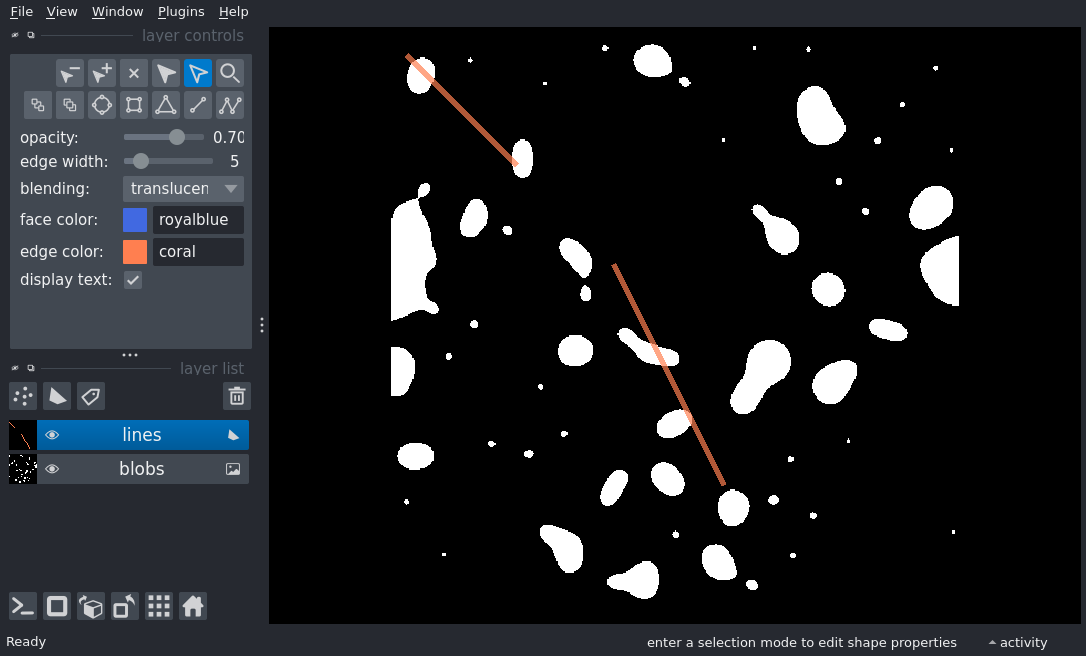 File View Window Plugins Help
layer controls
opacity: 0.70
edge width: 5
blending: translucen
face color: royalblue
edge color: coral
display text:
layer list
lines
blobs
Ready enter a selection mode to edit shape properties activity